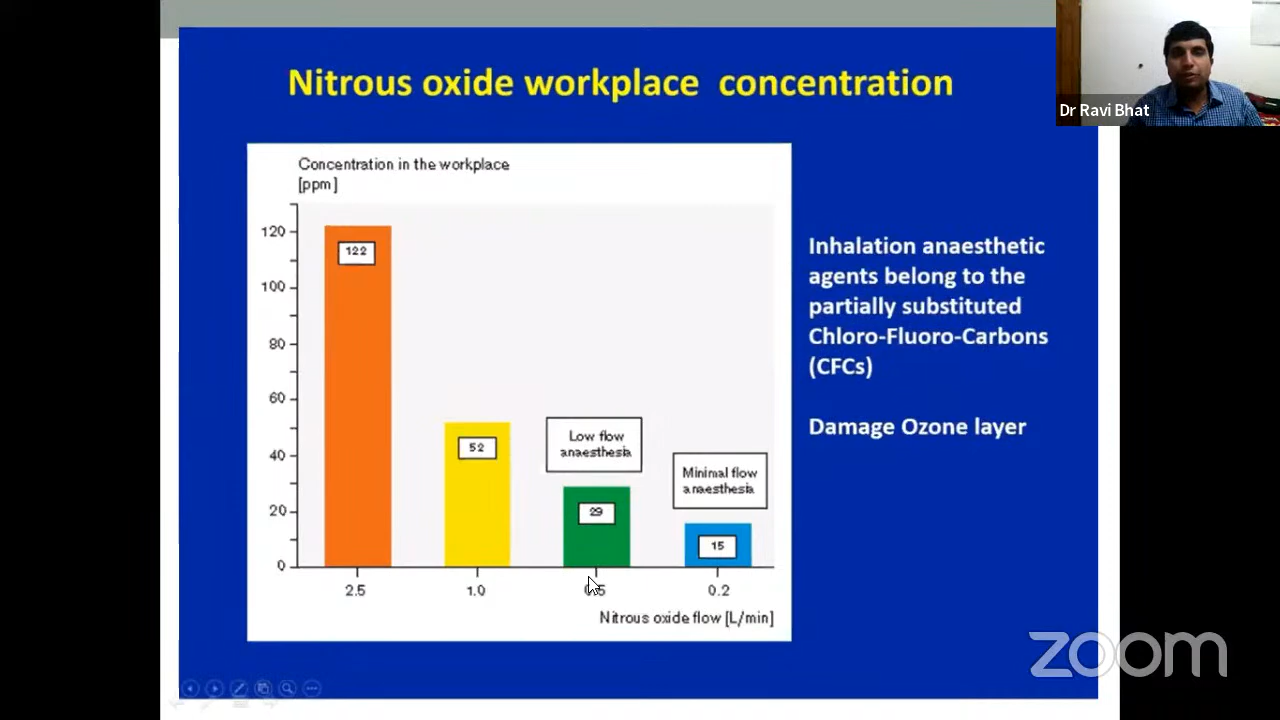 Nitrous oxide workplace concentration
Dr Ravi Bhat
Concentration in the workplace
[ppm]
120
100
80
60
40
20
0
122
52
Low flow
anaesthesia
29
Minimal flow
anaesthesia
15
2.5
1.0
0.5
0.2
Nitrous oxide flow [L/min]
Inhalation anaesthetic
agents belong to the
partially substituted
Chloro-Fluoro-Carbons
(CFCs)
Damage Ozone layer
zoom